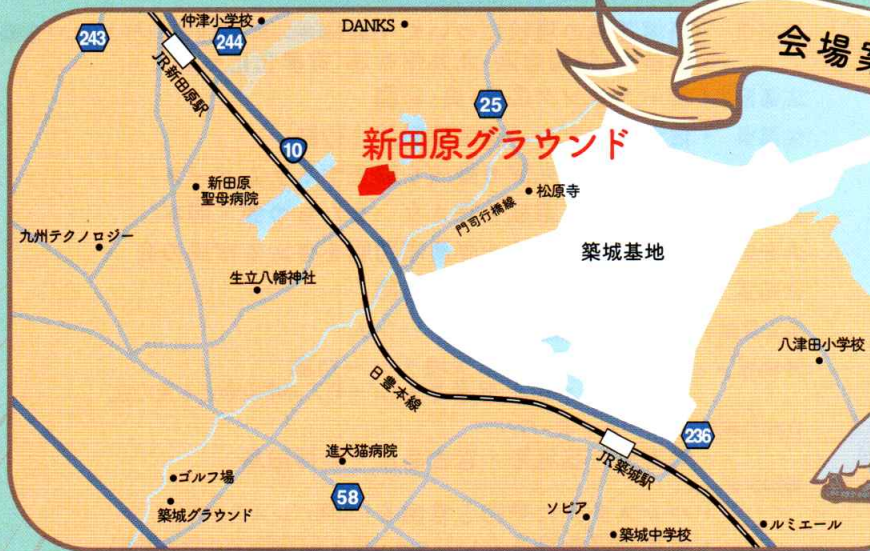 仲津小学校
DANKS
会場案
243
244
JR新田原駅
25
10
新田原グラウンド
新田原
聖母病院
松原寺
門司行橋線
九州テクノロジー
築城基地
生立八幡神社
八津田小学校
日豊本線
236
進犬猫病院
JR築城駅
ゴルフ場
58
築城グラウンド
ソピア
築城中学校
ルミエール